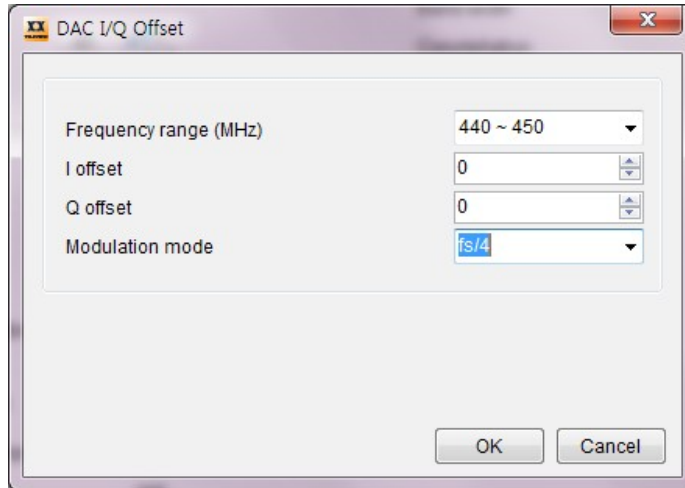 DAC I/Q Offset
Frequency range (MHz) 440 ~ 450
I offset 0
Q offset 0
Modulation mode fs/4
OK Cancel